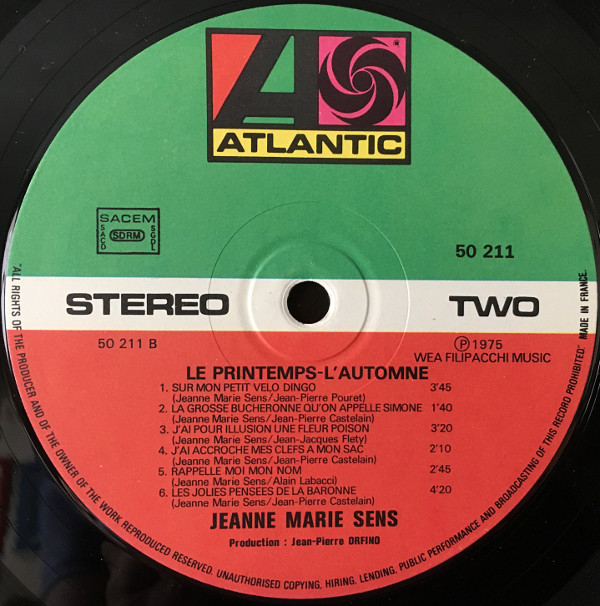 ATLANTIC
SACEM
SACD
SDRM
SGDL
50 211
STEREO
TWO
50 211 B
Ⓟ1975
WEA FILIPACCHI MUSIC
LE PRINTEMPS-L'AUTOMNE
1. SUR MON PETIT VELO DINGO 3'45
(Jeanne Marie Sens/Jean-Pierre Pouret)
2. LA GROSSE BUCHERONNE QU'ON APPELLE SIMONE 1'40
(Jeanne Marie Sens/Jean-Pierre Castelain)
3. J'AI POUR ILLUSION UNE FLEUR POISON 3'20
(Jeanne Marie Sens/Jean-Jacques Flety)
4. J'AI ACCROCHE MES CLEFS A MON SAC 2'10
(Jeanne Marie Sens/Jean-Pierre Castelain)
5. RAPPELLE MOI MON NOM 2'45
(Jeanne Marie Sens/Alain Labacci)
6. LES JOLIES PENSEES DE LA BARONNE 4'20
(Jeanne Marie Sens/Jean-Pierre Castelain)
JEANNE MARIE SENS
Production : Jean-Pierre ORFINO
"ALL RIGHTS OF THE PRODUCER AND OF THE OWNER OF THE WORK REPRODUCED RESERVED. UNAUTHORISED COPYING. HIRING. LENDING. PUBLIC PERFORMANCE AND BROADCASTING OF THIS RECORD PROHIBITED." MADE IN FRANCE.